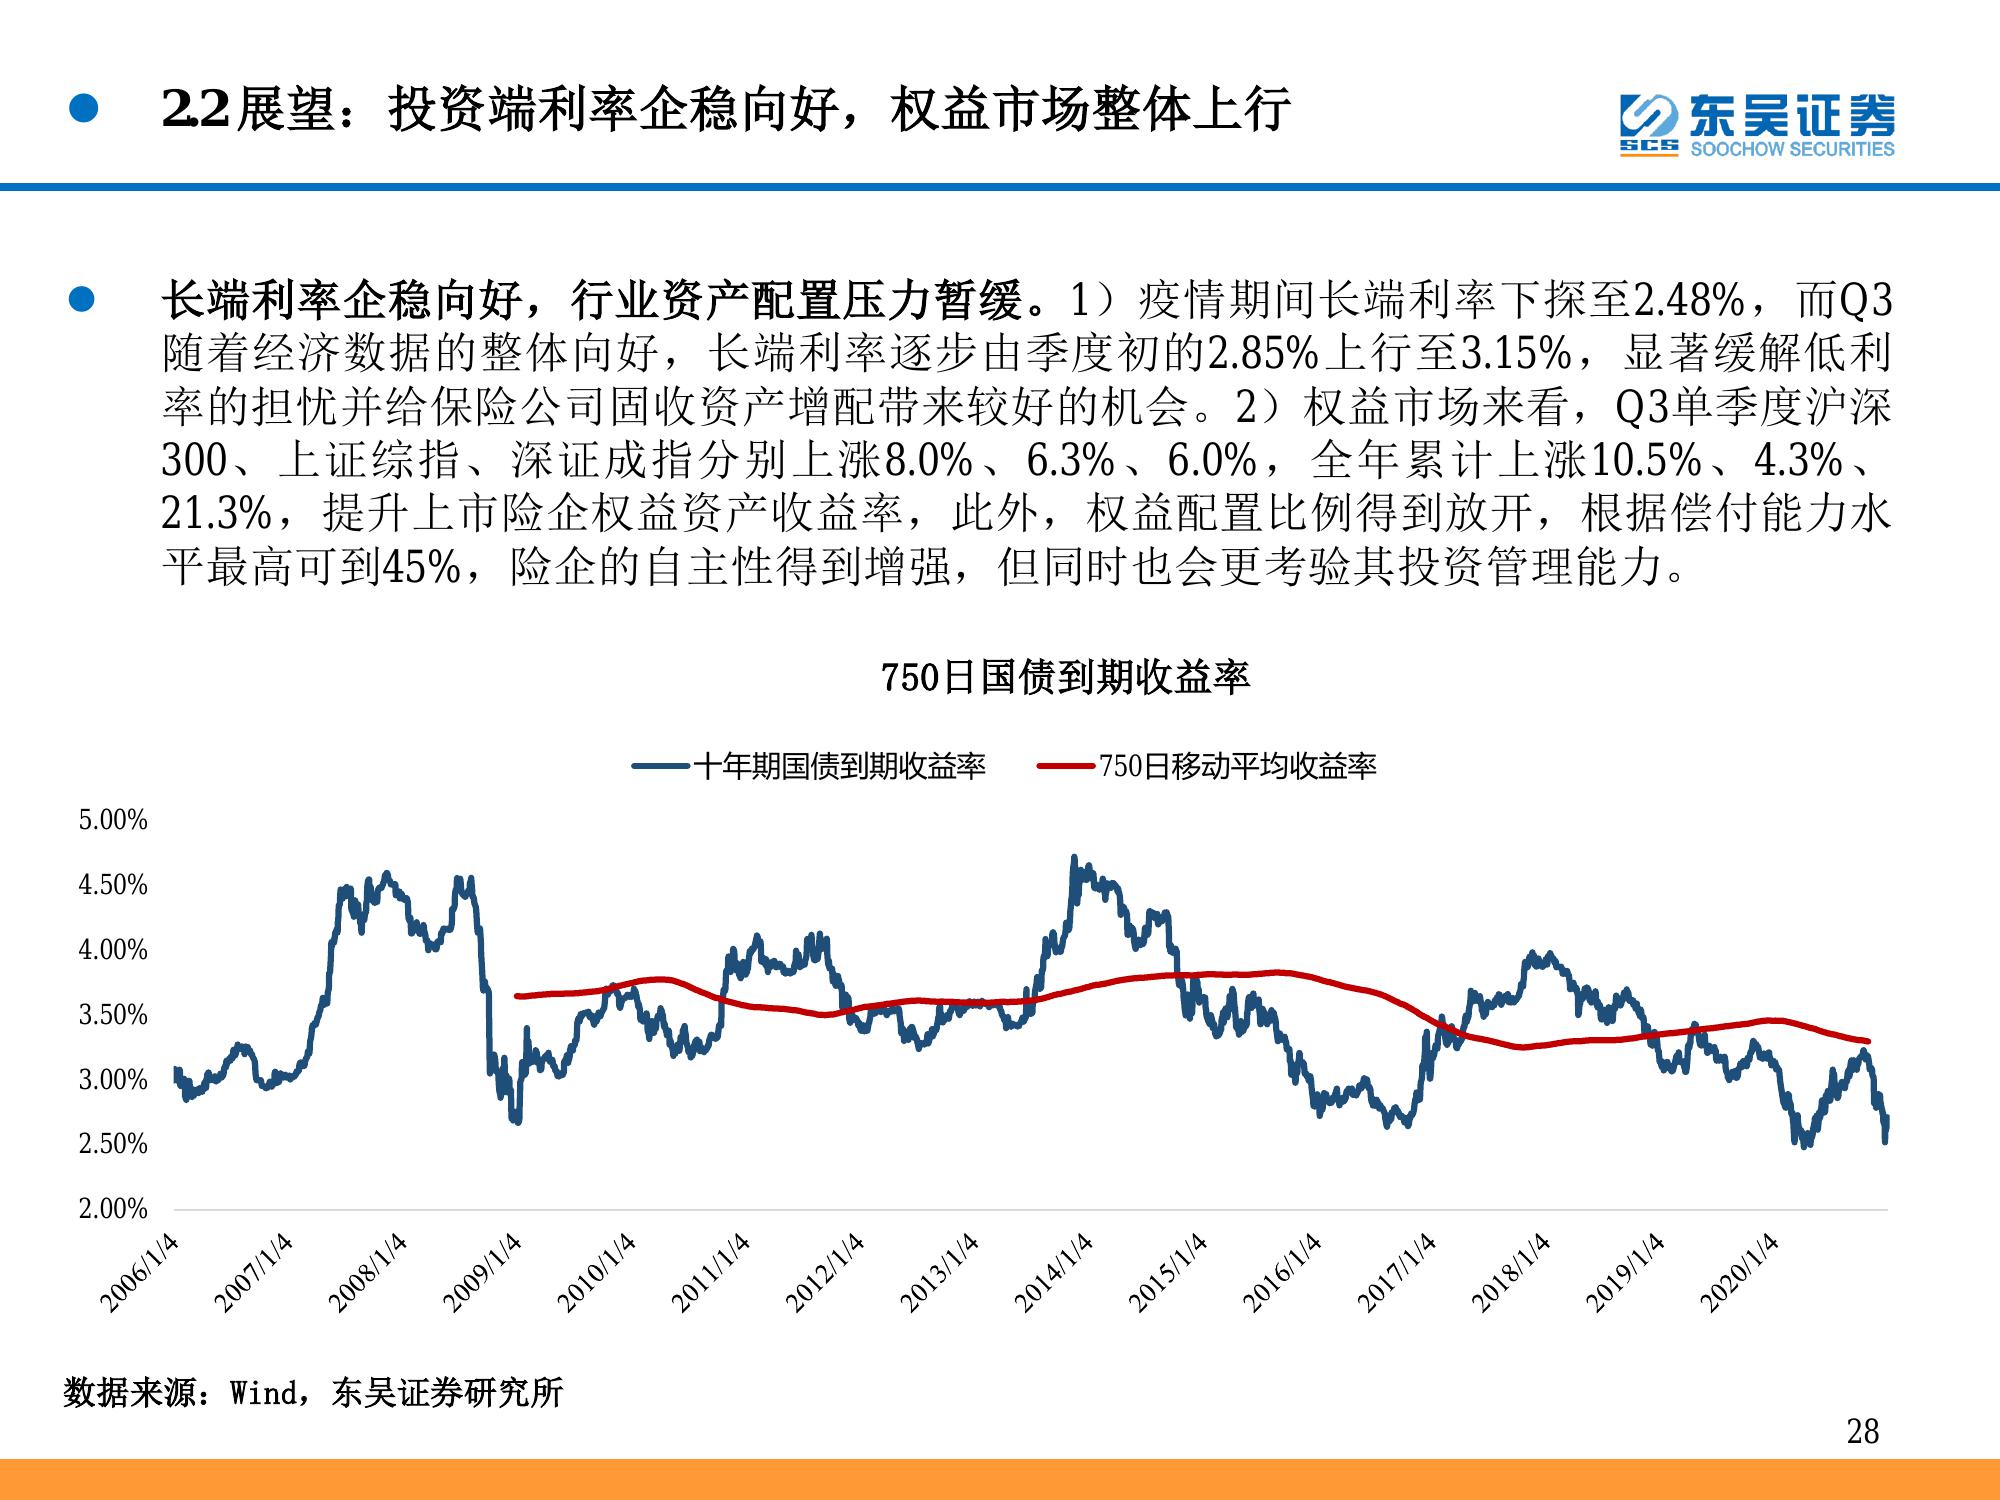 2.2展望：投资端利率企稳向好，权益市场整体上行
东吴证券
SCS
SOOCHOW SECURITIES
长端利率企稳向好，行业资产配置压力暂缓。1）疫情期间长端利率下探至2.48%，而Q3
随着经济数据的整体向好，长端利率逐步由季度初的2.85%上行至3.15%，显著缓解低利
率的担忧并给保险公司固收资产增配带来较好的机会。2）权益市场来看，Q3单季度沪深
300、上证综指、深证成指分别上涨8.0%、6.3%、6.0%，全年累计上涨10.5%、4.3%、
21.3%，提升上市险企权益资产收益率，此外，权益配置比例得到放开，根据偿付能力水
平最高可到45%，险企的自主性得到增强，但同时也会更考验其投资管理能力。
750日国债到期收益率
十年期国债到期收益率
750日移动平均收益率
5.00%
4.50%
4.00%
3.50%
3.00%
2.50%
2.00%
2006/1/4
2007/1/4
2008/1/4
2009/1/4
2010/1/4
2011/1/4
2012/1/4
2013/1/4
2014/1/4
2015/1/4
2016/1/4
2017/1/4
2018/1/4
2019/1/4
2020/1/4
数据来源：Wind，东吴证券研究所
28